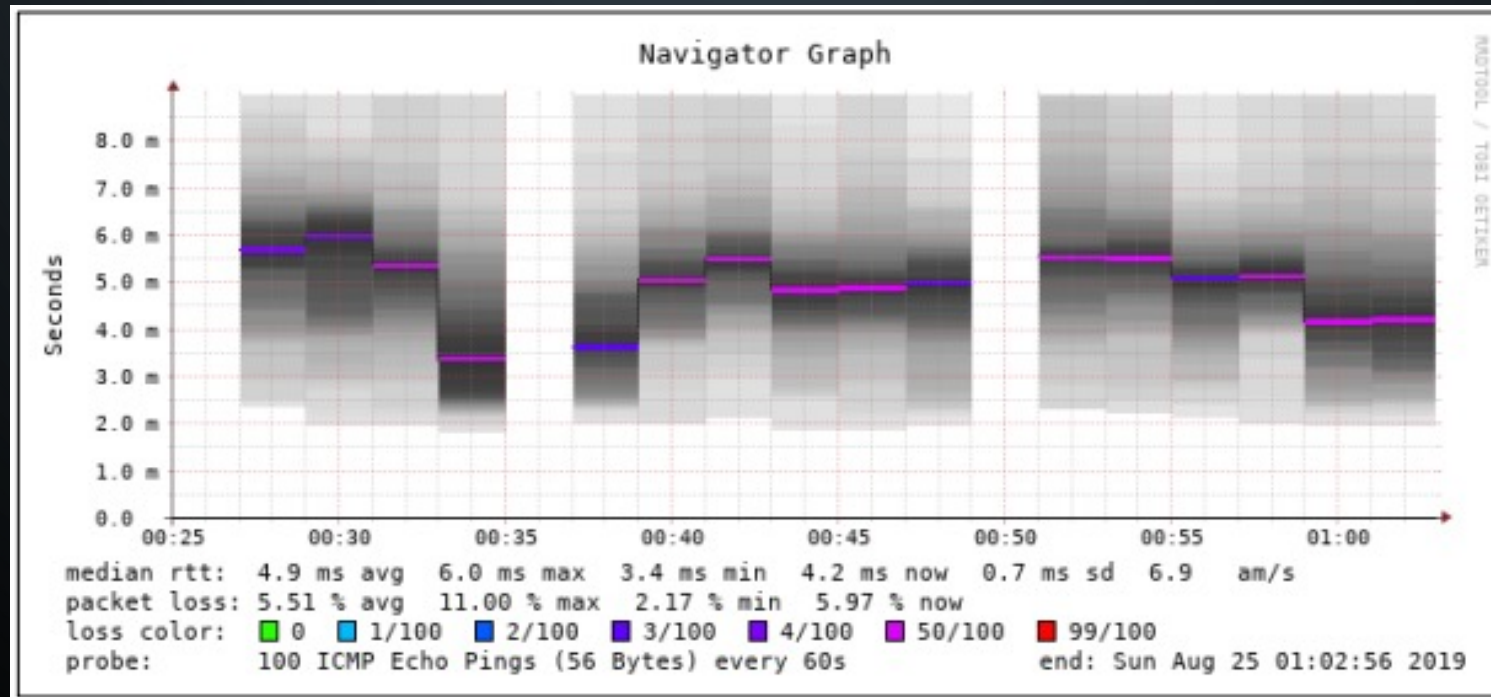 Navigator Graph
RRDTOOL / TOBI OETIKER
Seconds
8.0 m
7.0 m
6.0 m
5.0 m
4.0 m
3.0 m
2.0 m
1.0 m
0.0
00:25 00:30 00:35 00:40 00:45 00:50 00:55 01:00
median rtt: 4.9 ms avg 6.0 ms max 3.4 ms min 4.2 ms now 0.7 ms sd 6.9 am/s
packet loss: 5.51 % avg 11.00 % max 2.17 % min 5.97 % now
loss color: 0 1/100 2/100 3/100 4/100 50/100 99/100
probe: 100 ICMP Echo Pings (56 Bytes) every 60s end: Sun Aug 25 01:02:56 2019